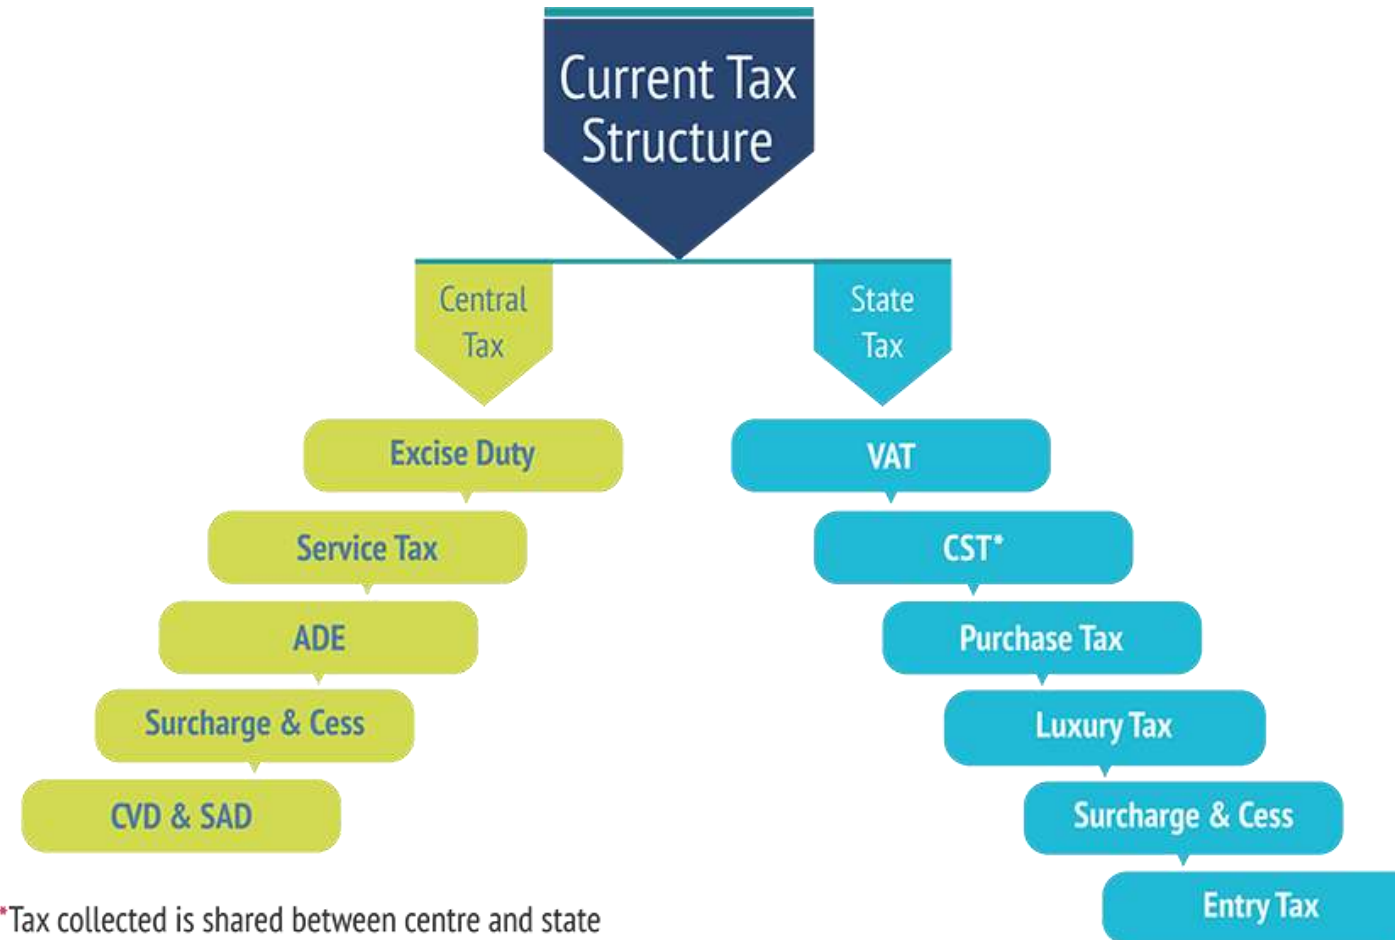 Current Tax
Structure
Central
Tax
Excise Duty
Service Tax
ADE
Surcharge & Cess
CVD & SAD
State
Tax
VAT
CST*
Purchase Tax
Luxury Tax
Surcharge & Cess
Entry Tax
*Tax collected is shared between centre and state